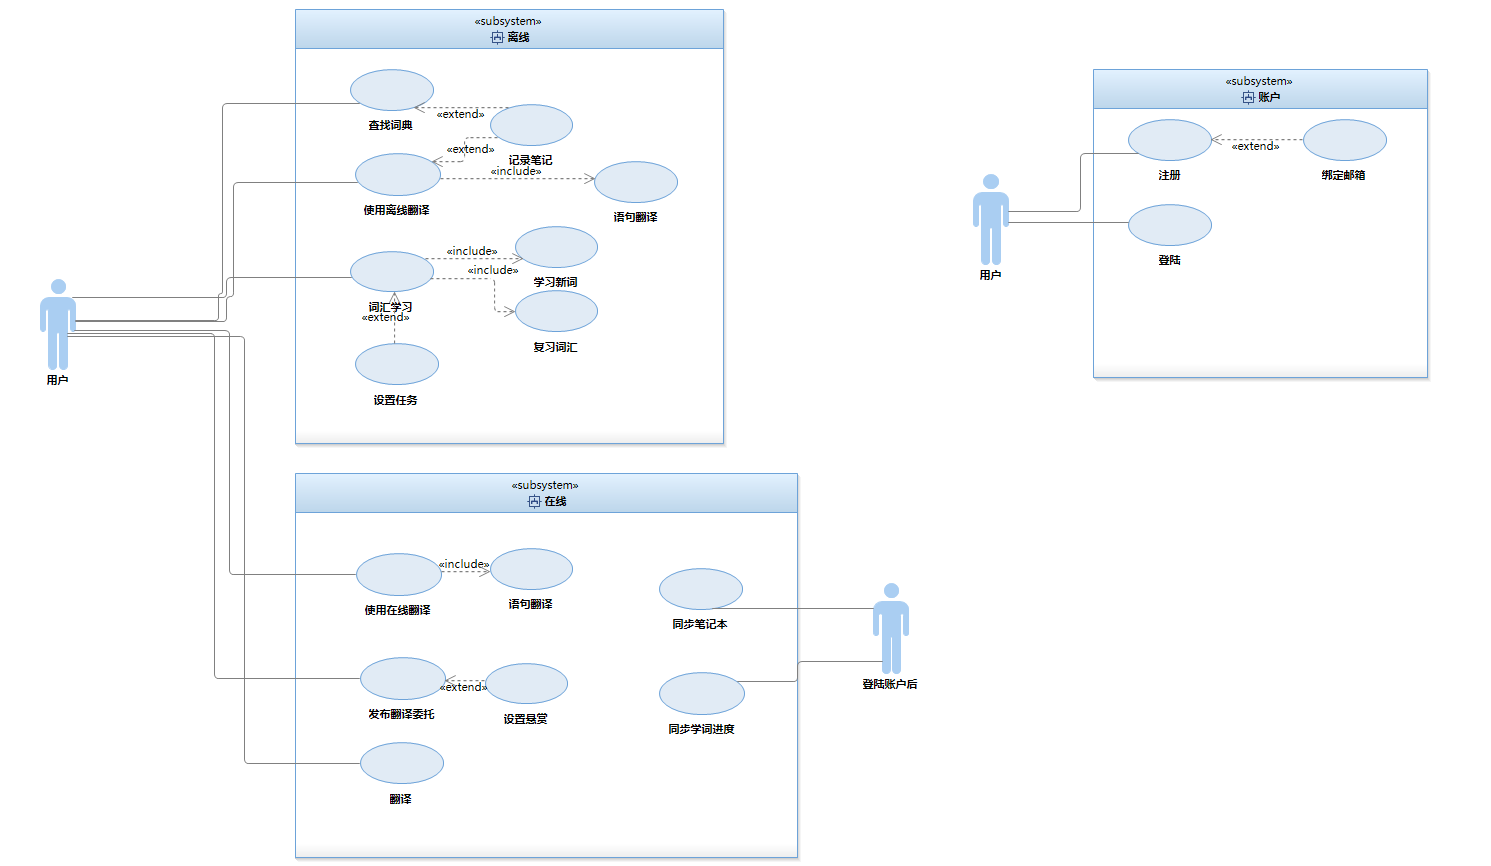 «subsystem»
离线
查找词典
«extend»
记录笔记
«extend»
使用离线翻译
«include»
语句翻译
词汇学习
«include»
学习新词
«include»
复习词汇
«extend»
设置任务
用户
«subsystem»
在线
使用在线翻译
«include»
语句翻译
同步笔记本
发布翻译委托
«extend»
设置悬赏
同步学词进度
翻译
登陆账户后
«subsystem»
账户
注册
«extend»
绑定邮箱
登陆
用户